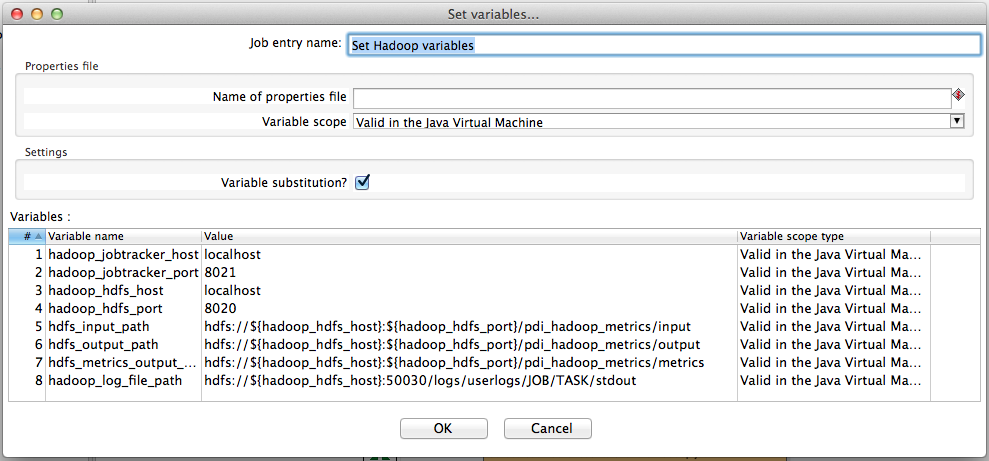 Set variables...
Job entry name: Set Hadoop variables
Properties file
Name of properties file
Variable scope Valid in the Java Virtual Machine
Settings
Variable substitution?
Variables :
# Variable name Value Variable scope type
1 hadoop_jobtracker_host localhost Valid in the Java Virtual Ma...
2 hadoop_jobtracker_port 8021 Valid in the Java Virtual Ma...
3 hadoop_hdfs_host localhost Valid in the Java Virtual Ma...
4 hadoop_hdfs_port 8020 Valid in the Java Virtual Ma...
5 hdfs_input_path hdfs://${hadoop_hdfs_host}:${hadoop_hdfs_port}/pdi_hadoop_metrics/input Valid in the Java Virtual Ma...
6 hdfs_output_path hdfs://${hadoop_hdfs_host}:${hadoop_hdfs_port}/pdi_hadoop_metrics/output Valid in the Java Virtual Ma...
7 hdfs_metrics_output_... hdfs://${hadoop_hdfs_host}:${hadoop_hdfs_port}/pdi_hadoop_metrics/metrics Valid in the Java Virtual Ma...
8 hadoop_log_file_path hdfs://${hadoop_hdfs_host}:50030/logs/userlogs/JOB/TASK/stdout Valid in the Java Virtual Ma...
OK Cancel